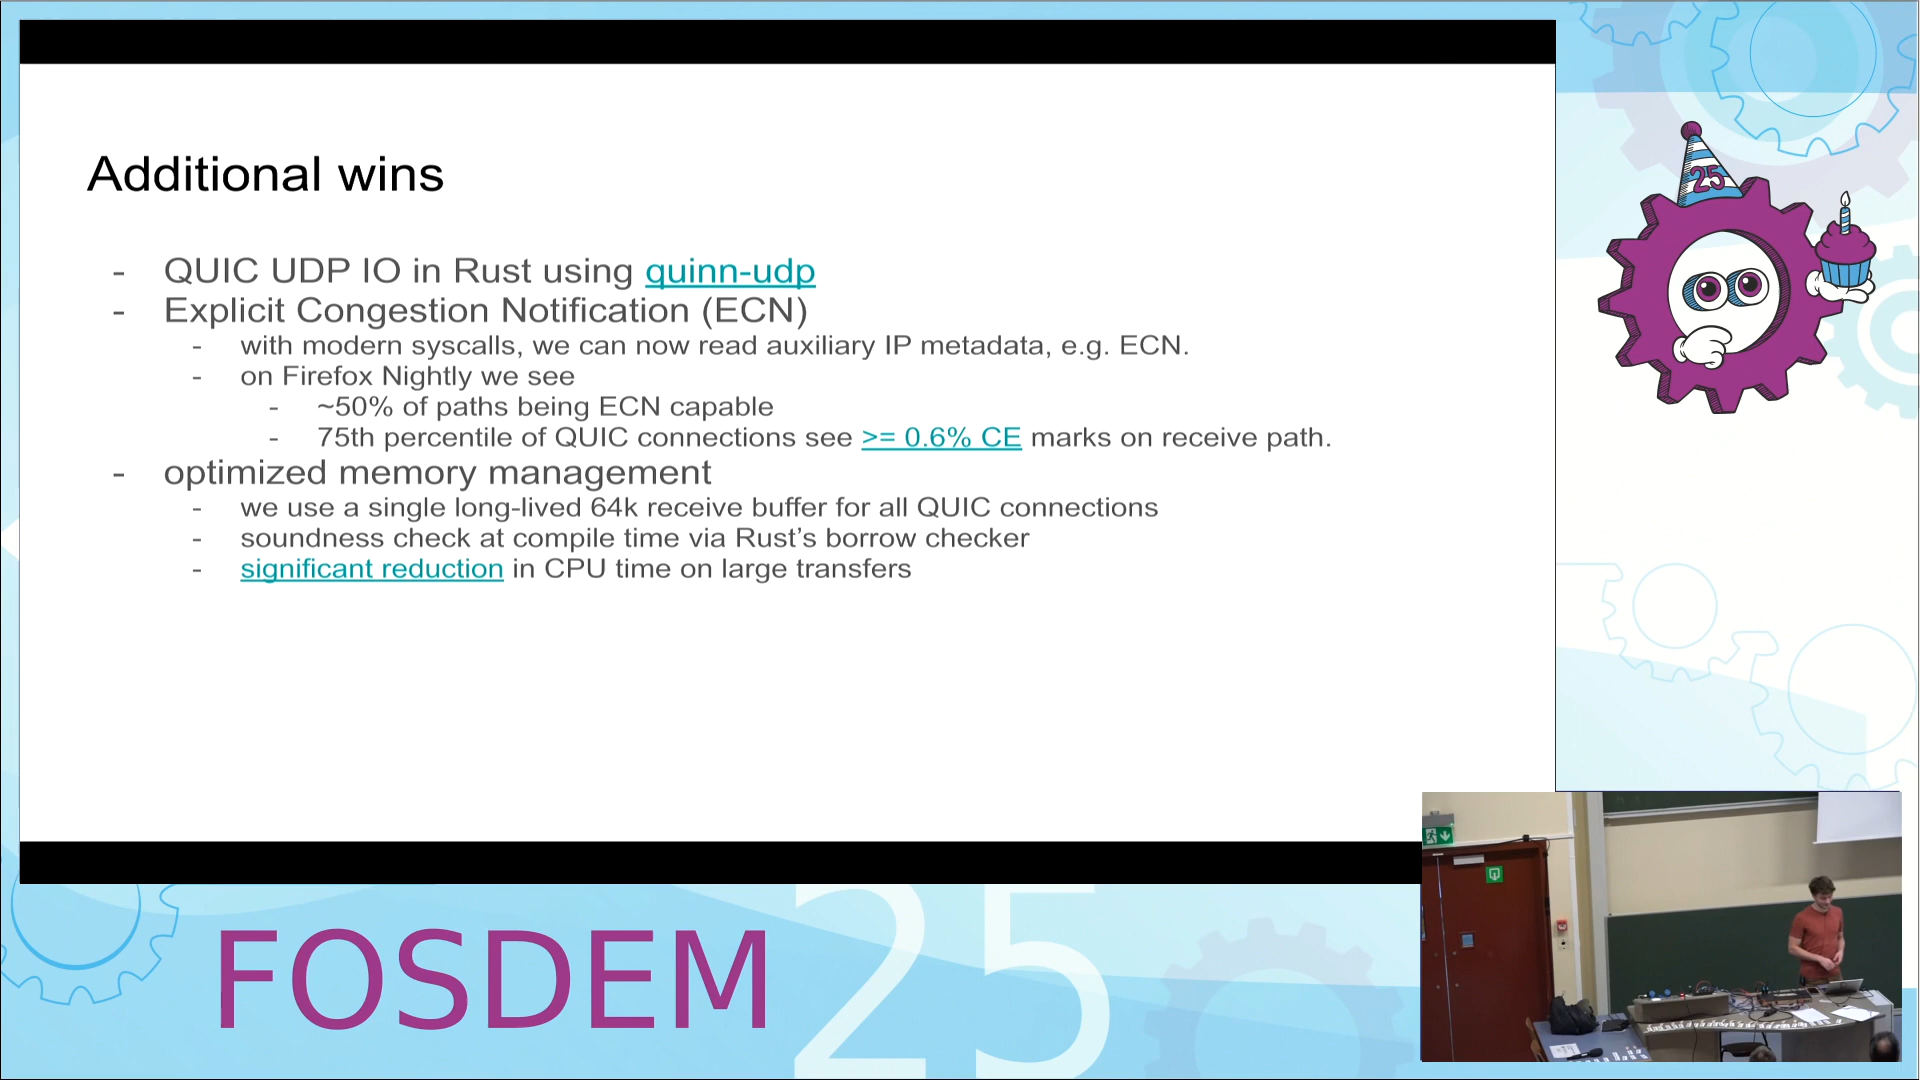 Additional wins
- QUIC UDP IO in Rust using quinn-udp
- Explicit Congestion Notification (ECN)
- with modern syscalls, we can now read auxiliary IP metadata, e.g. ECN.
- on Firefox Nightly we see
- ~50% of paths being ECN capable
- 75th percentile of QUIC connections see >= 0.6% CE marks on receive path.
- optimized memory management
- we use a single long-lived 64k receive buffer for all QUIC connections
- soundness check at compile time via Rust’s borrow checker
- significant reduction in CPU time on large transfers
25
FOSDEM 25